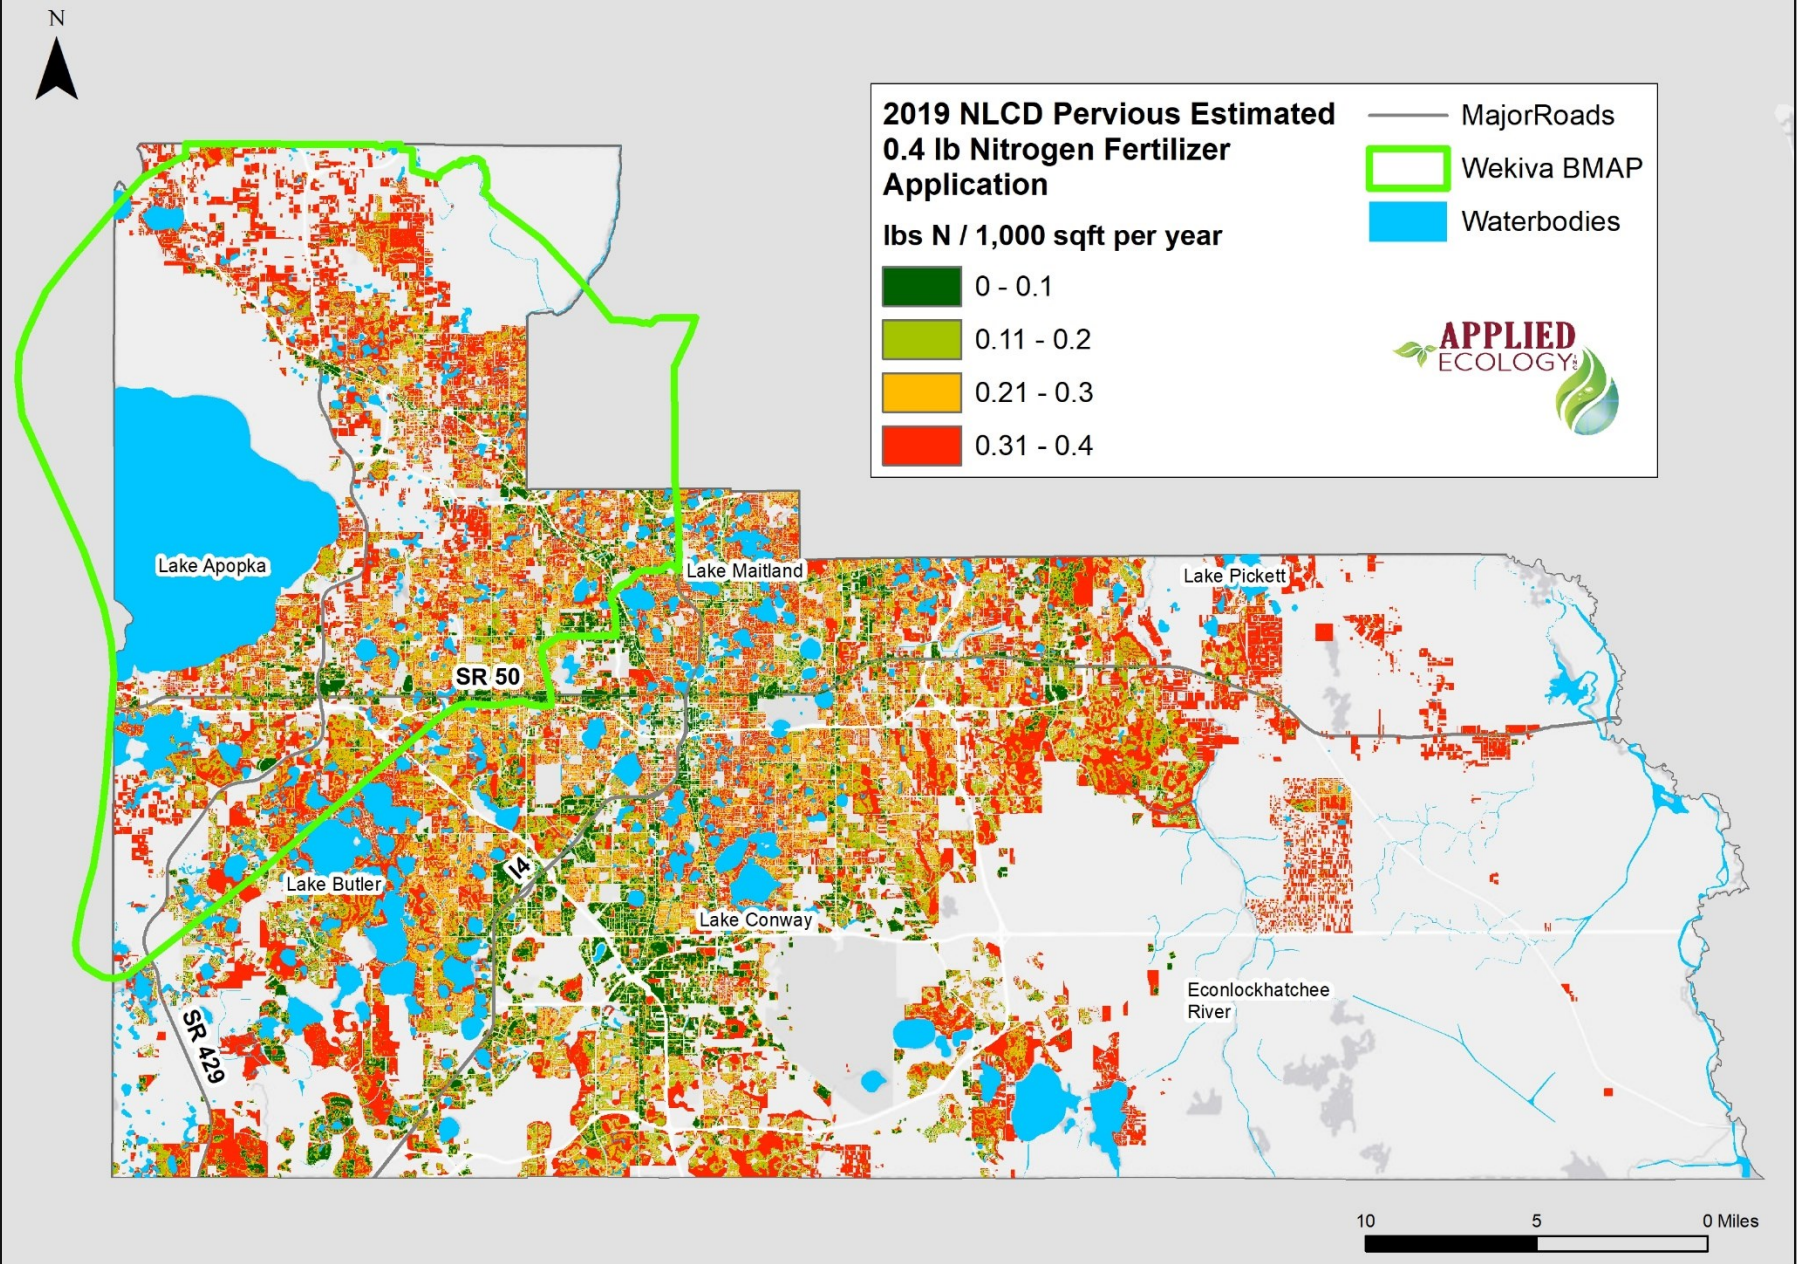 N
2019 NLCD Pervious Estimated
0.4 lb Nitrogen Fertilizer
Application
lbs N / 1,000 sqft per year
0 - 0.1
0.11 - 0.2
0.21 - 0.3
0.31 - 0.4
MajorRoads
Wekiva BMAP
Waterbodies
APPLIED
ECOLOGY
Lake Apopka
Lake Maitland
Lake Pickett
SR 50
I4
Lake Butler
Lake Conway
Econlockhatchee
River
SR 429
10 5 0 Miles